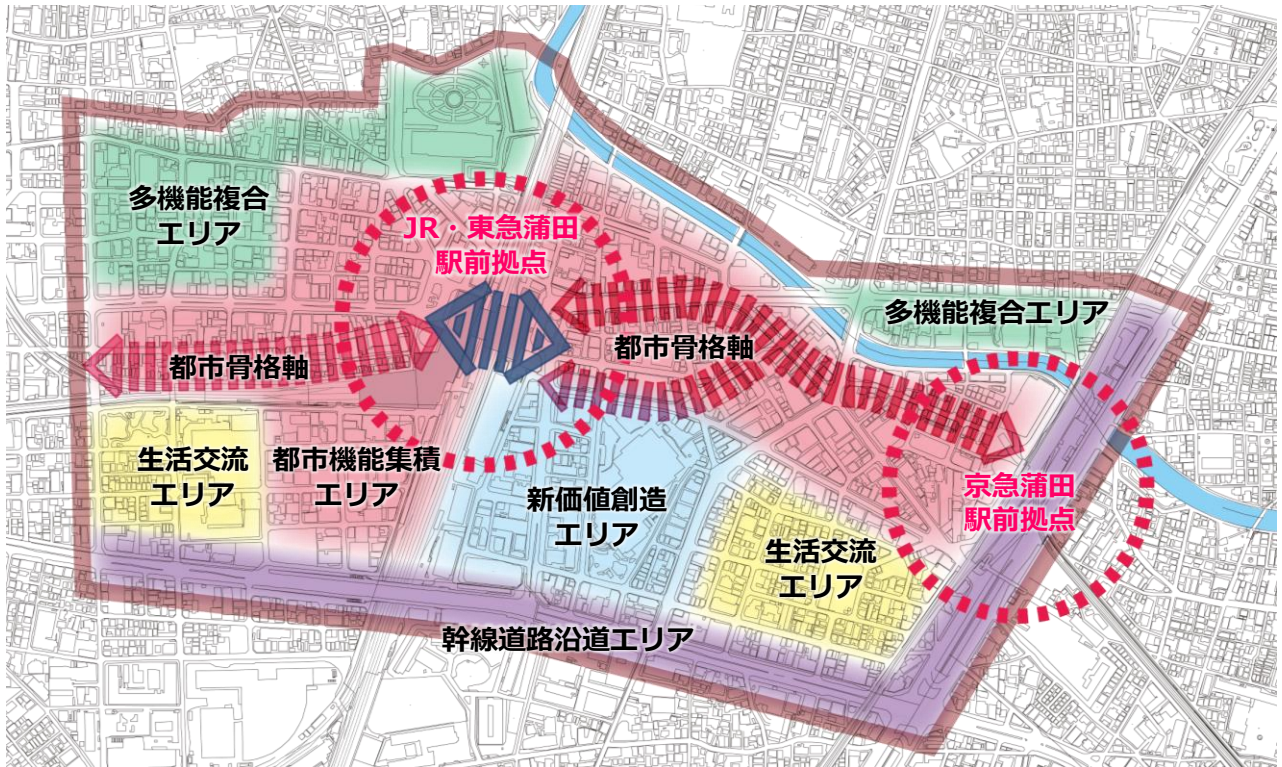 多機能複合
エリア
JR・東急蒲田
駅前拠点
多機能複合エリア
都市骨格軸
都市骨格軸
生活交流
エリア
都市機能集積
エリア
新価値創造
エリア
京急蒲田
駅前拠点
生活交流
エリア
幹線道路沿道エリア